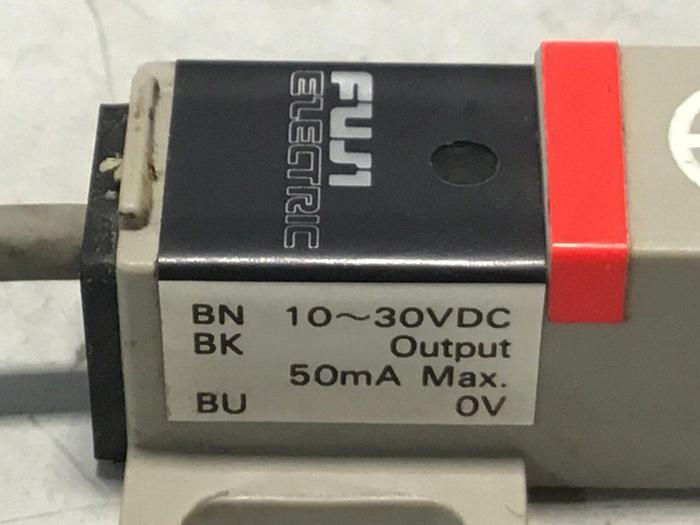 FUJI
ELECTRIC
BN 10～30VDC
BK Output
50mA Max.
BU 0V